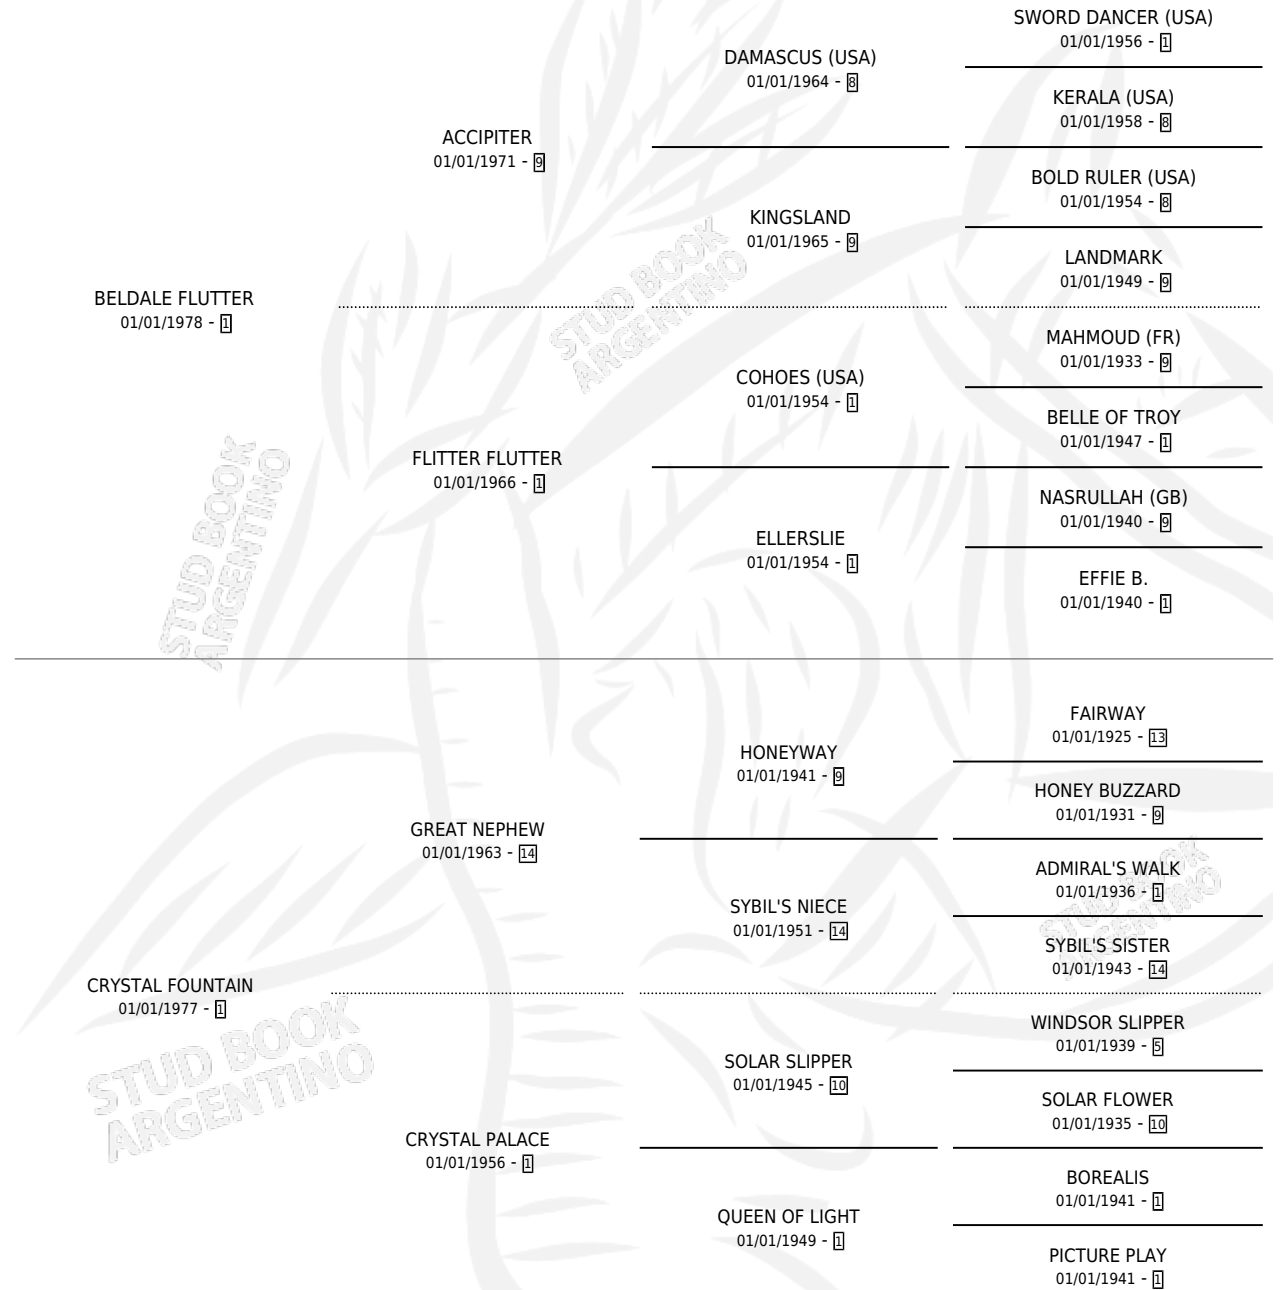 SWORD DANCER (USA)
01/01/1956 - 1
DAMASCUS (USA)
01/01/1964 - 8
KERALA (USA)
01/01/1958 - 8
ACCIPITER
01/01/1971 - 9
BOLD RULER (USA)
01/01/1954 - 8
KINGSLAND
01/01/1965 - 9
LANDMARK
01/01/1949 - 9
BELDALE FLUTTER
01/01/1978 - 1
MAHMOUD (FR)
01/01/1933 - 9
COHOES (USA)
01/01/1954 - 1
BELLE OF TROY
01/01/1947 - 1
FLITTER FLUTTER
01/01/1966 - 1
NASRULLAH (GB)
01/01/1940 - 9
ELLERSLIE
01/01/1954 - 1
EFFIE B.
01/01/1940 - 1
FAIRWAY
01/01/1925 - 13
HONEYWAY
01/01/1941 - 9
HONEY BUZZARD
01/01/1931 - 9
GREAT NEPHEW
01/01/1963 - 14
ADMIRAL'S WALK
01/01/1936 - 1
SYBIL'S NIECE
01/01/1951 - 14
SYBIL'S SISTER
01/01/1943 - 14
CRYSTAL FOUNTAIN
01/01/1977 - 1
WINDSOR SLIPPER
01/01/1939 - 5
SOLAR SLIPPER
01/01/1945 - 10
SOLAR FLOWER
01/01/1935 - 10
CRYSTAL PALACE
01/01/1956 - 1
BOREALIS
01/01/1941 - 1
QUEEN OF LIGHT
01/01/1949 - 1
PICTURE PLAY
01/01/1941 - 1
STUD BOOK
ARGENTINO
STUD BOOK
ARGENTINO
STUD BOOK
ARGENTINO
STUD BOOK
ARGENTINO